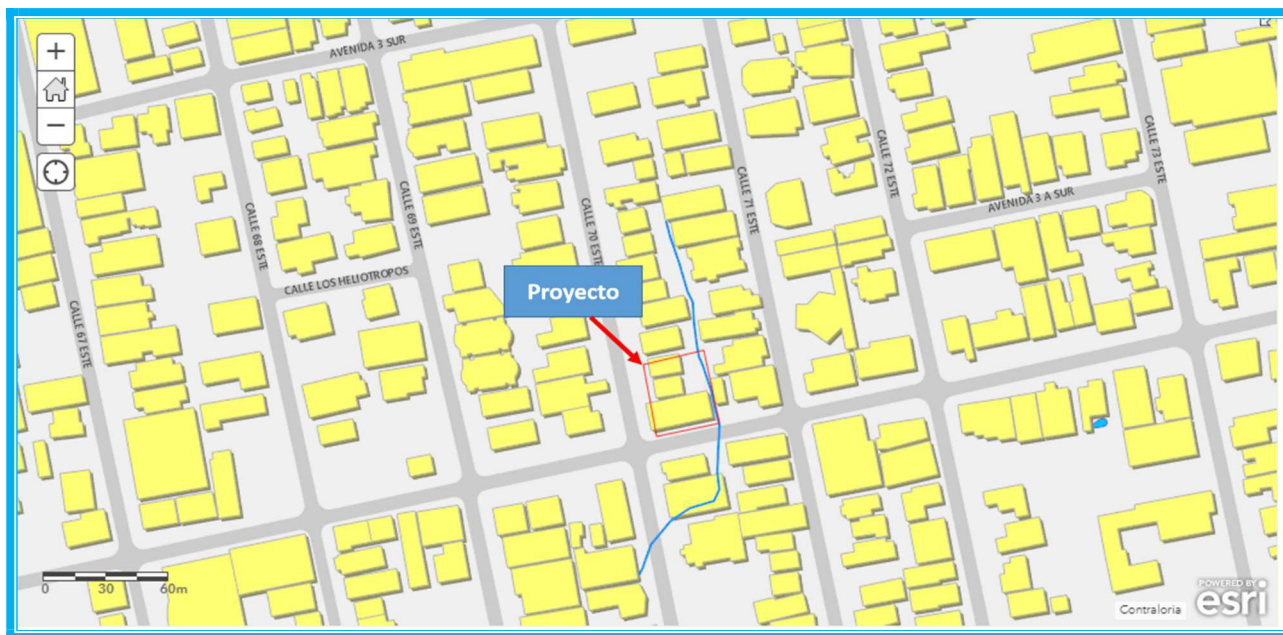 +
−
AVENIDA 3 SUR
CALLE 67 ESTE
CALLE 68 ESTE
CALLE 69 ESTE
CALLE LOS HELIOTROPOS
CALLE 70 ESTE
CALLE 71 ESTE
CALLE 72 ESTE
CALLE 73 ESTE
AVENIDA 3 A SUR
Proyecto
0 30 60m
Contraloria
POWERED BY
esri